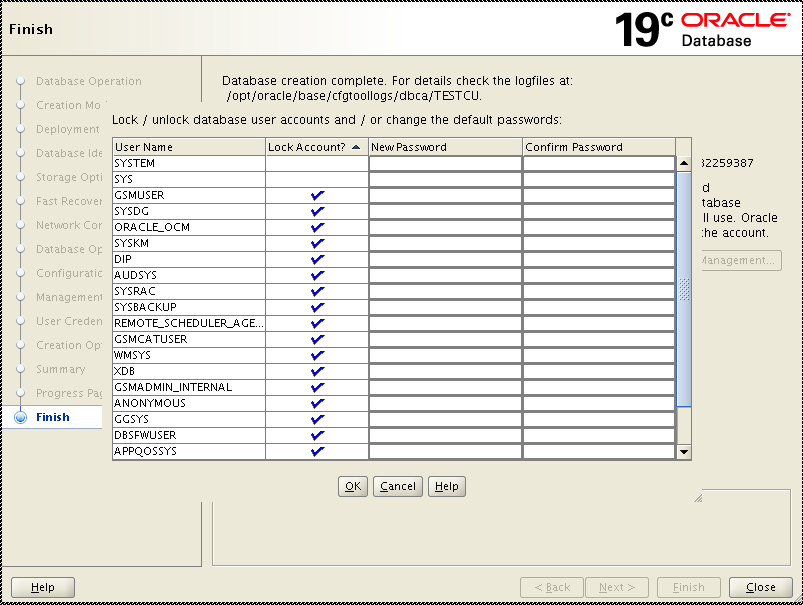 Finish
19c ORACLE
Database
Database Operation
Creation Mo
Deployment
Database Ide
Storage Opti
Fast Recover
Network Con
Database Op
Configuratic
Management
User Creden
Creation Opt
Summary
Progress Pag
Finish
Database creation complete. For details check the logfiles at:
/opt/oracle/base/cfgtoollogs/dbca/TESTCU.
Lock / unlock database user accounts and / or change the default passwords:
User Name Lock Account? New Password Confirm Password
SYSTEM
SYS
GSMUSER
SYSDG
ORACLE_OCM
SYSKM
DIP
AUDSYS
SYSRAC
SYSBACKUP
REMOTE_SCHEDULER_AGE...
GSMCATUSER
WMSYS
XDB
GSMADMIN_INTERNAL
ANONYMOUS
GGSYS
DBSFWUSER
APPQOSSYS
32259387
d
tabase
ll use. Oracle
the account.
Management...
OK Cancel Help
Help < Back Next > Finish Close